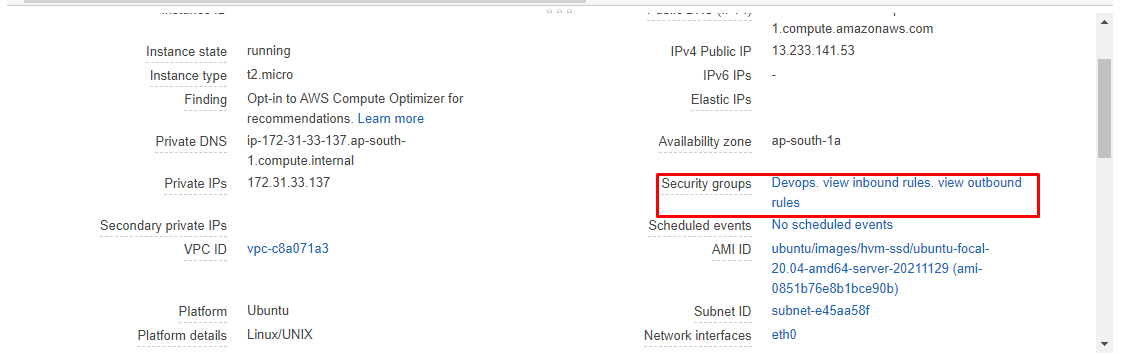 Instance ID
Public DNS (IPv4)
1.compute.amazonaws.com
Instance state running
IPv4 Public IP 13.233.141.53
Instance type t2.micro
IPv6 IPs -
Finding Opt-in to AWS Compute Optimizer for
recommendations. Learn more
Elastic IPs
Private DNS ip-172-31-33-137.ap-south-
1.compute.internal
Availability zone ap-south-1a
Private IPs 172.31.33.137
Security groups Devops. view inbound rules. view outbound
rules
Secondary private IPs
Scheduled events No scheduled events
VPC ID vpc-c8a071a3
AMI ID ubuntu/images/hvm-ssd/ubuntu-focal-
20.04-amd64-server-20211129 (ami-
0851b76e8b1bce90b)
Platform Ubuntu
Subnet ID subnet-e45aa58f
Platform details Linux/UNIX
Network interfaces eth0